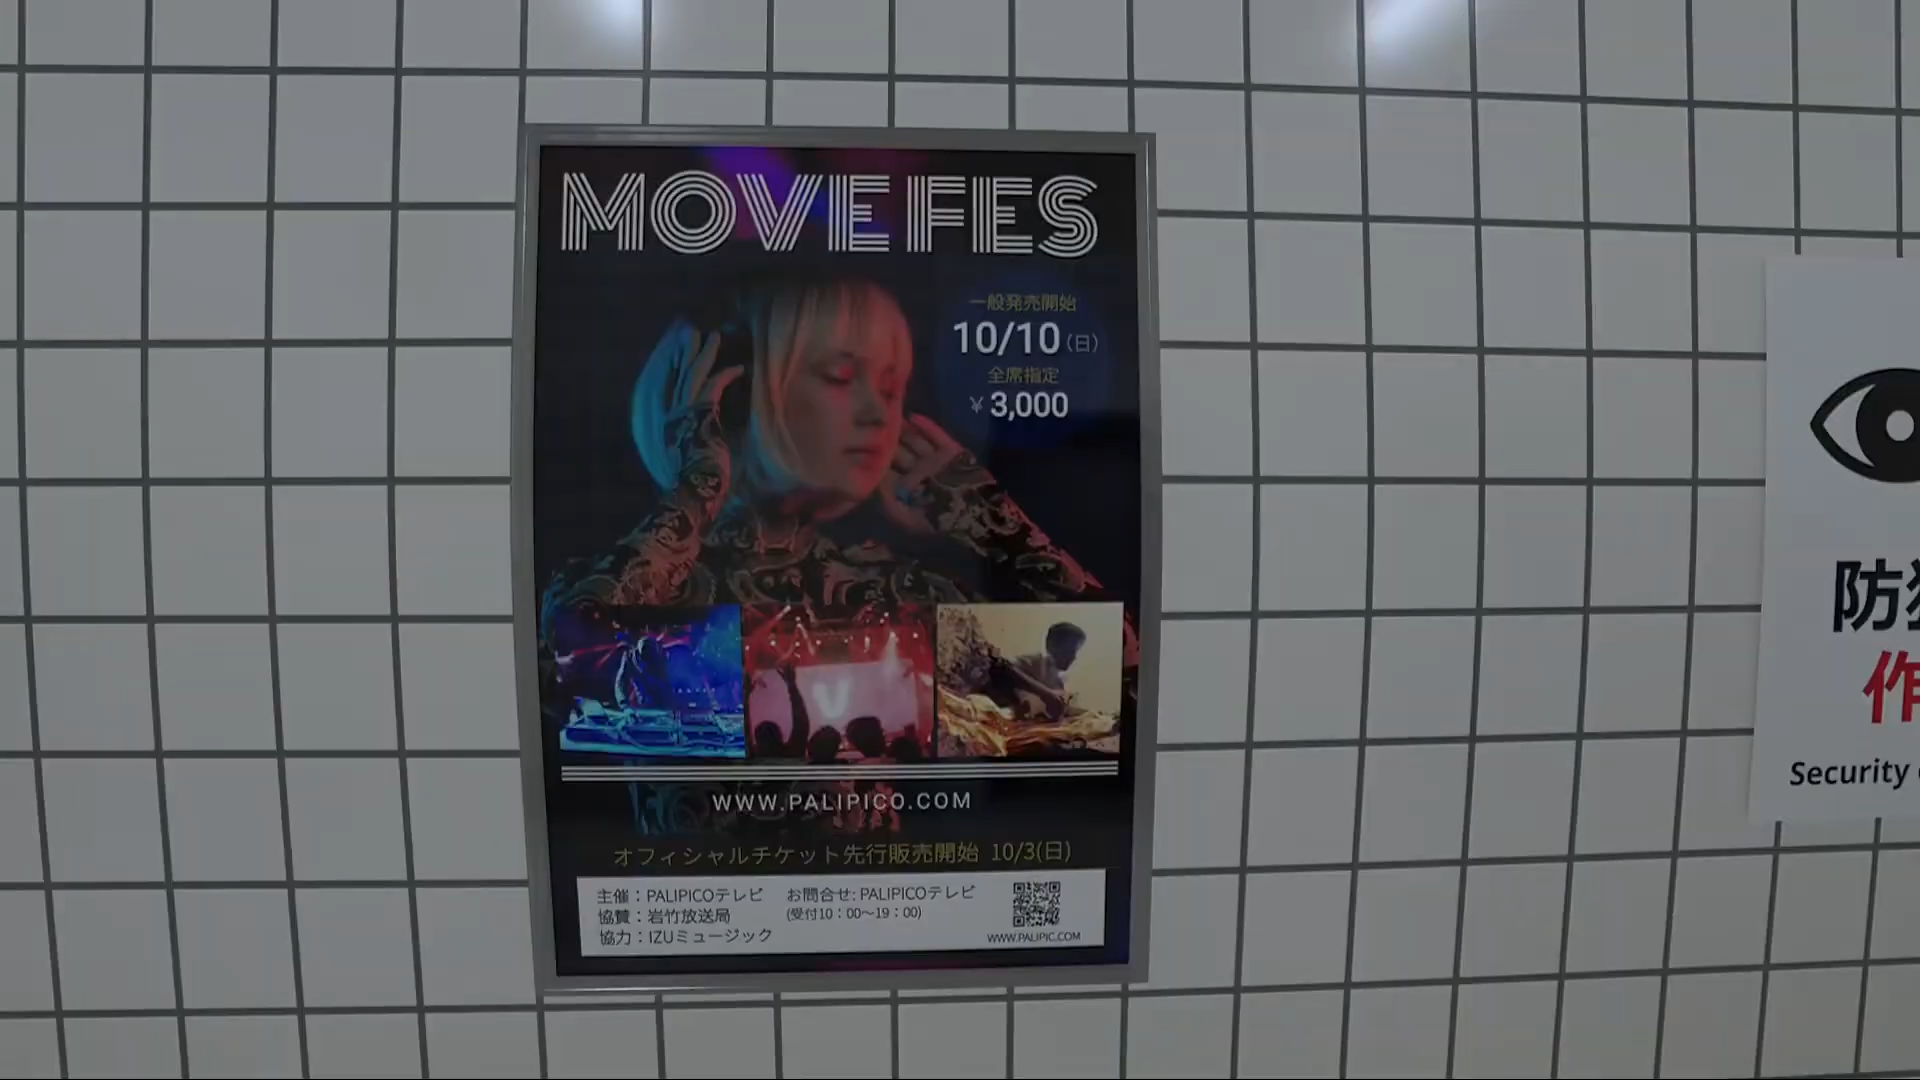 MOVE FES
一般発売開始
10/10(日)
全席指定
¥3,000
WWW.PALIPICO.COM
オフィシャルチケット先行販売開始 10/3(日)
主催：PALIPICOテレビ
協賛：岩竹放送局
協力：IZUミュージック
お問合せ: PALIPICOテレビ
(受付10：00～19：00)
WWW.PALIPIC.COM
防
作
Security